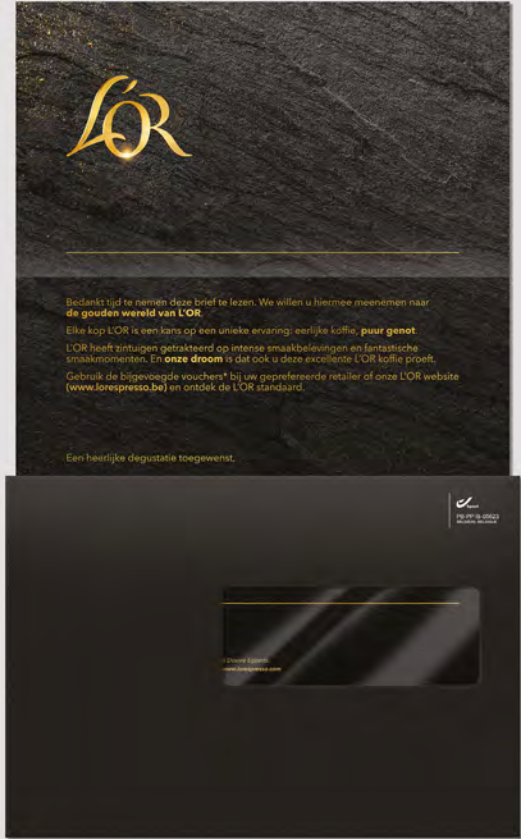 L'OR
Bedankt tijd te nemen deze brief te lezen. We willen u hiermee meenemen naar
de gouden wereld van L'OR.
Elke kop L'OR is een kans op een unieke ervaring: eerlijke koffie, puur genot.
L'OR heeft zintuigen getrakteerd op intense smaakbelevingen en fantastische
smaakmomenten. En onze droom is dat ook u deze excellente L'OR koffie proeft.
Gebruik de bijgevoegde vouchers* bij uw geprefereerde retailer of onze L'OR website
(www.lorespresso.be) en ontdek de L'OR standaard.
Een heerlijke degustatie toegewenst,
bpost
PB-PP B-05623
BELGIE(N)-BELGIQUE
www.lorespresso.com